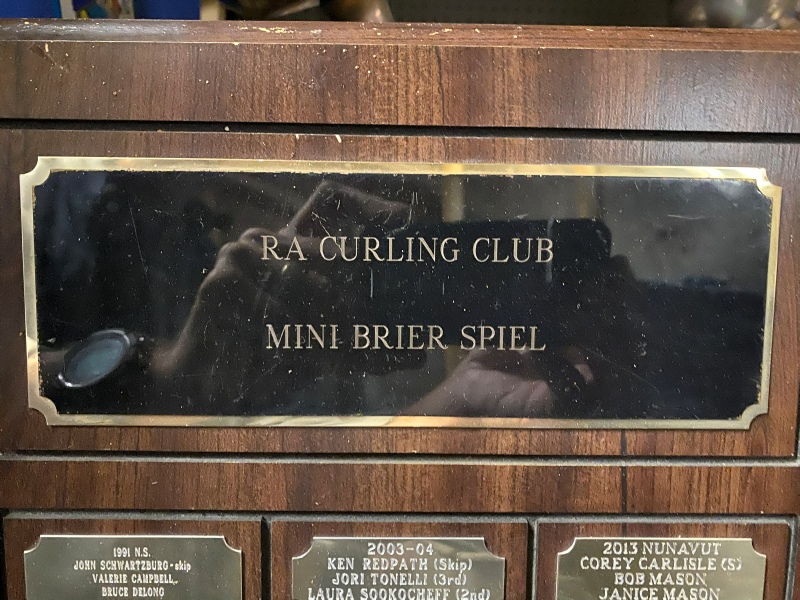 RA CURLING CLUB
MINI BRIER SPIEL
1991 N.S.
JOHN SCHWARTZBURG-skip
VALERIE CAMPBELL,
BRUCE DELONG
2003-04
KEN REDPATH (Skip)
JORI TONELLI (3rd)
LAURA SOOKOCHEFF (2nd)
2013 NUNAVUT
COREY CARLISLE (S)
BOB MASON
JANICE MASON